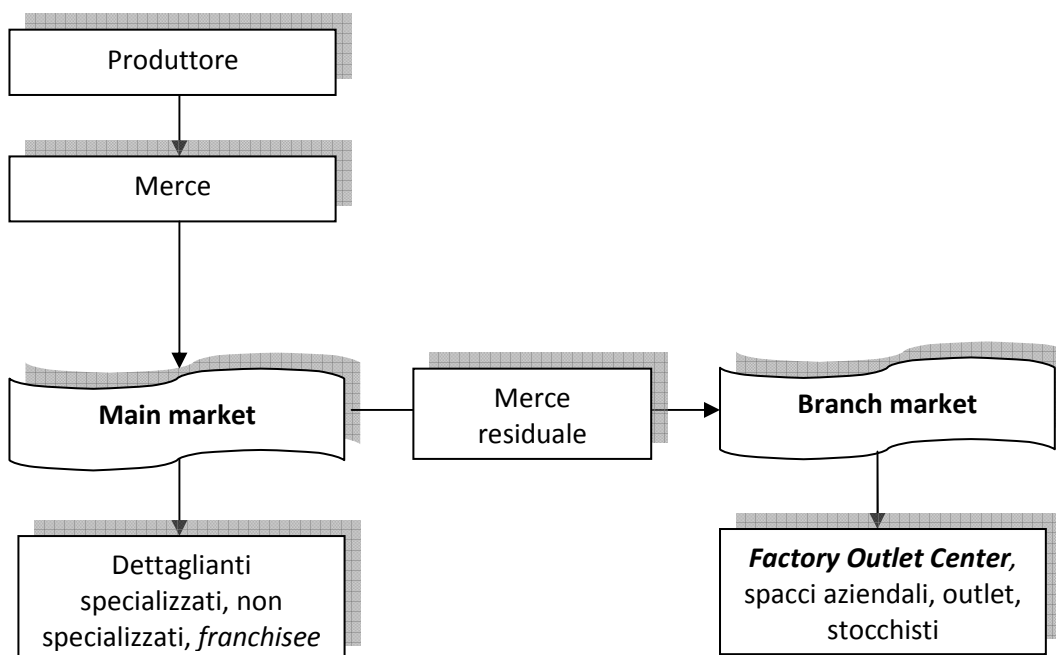 Produttore
Merce
Main market
Merce
residuale
Branch market
Dettaglianti
specializzati, non
specializzati, franchisee
Factory Outlet Center,
spacci aziendali, outlet,
stocchisti